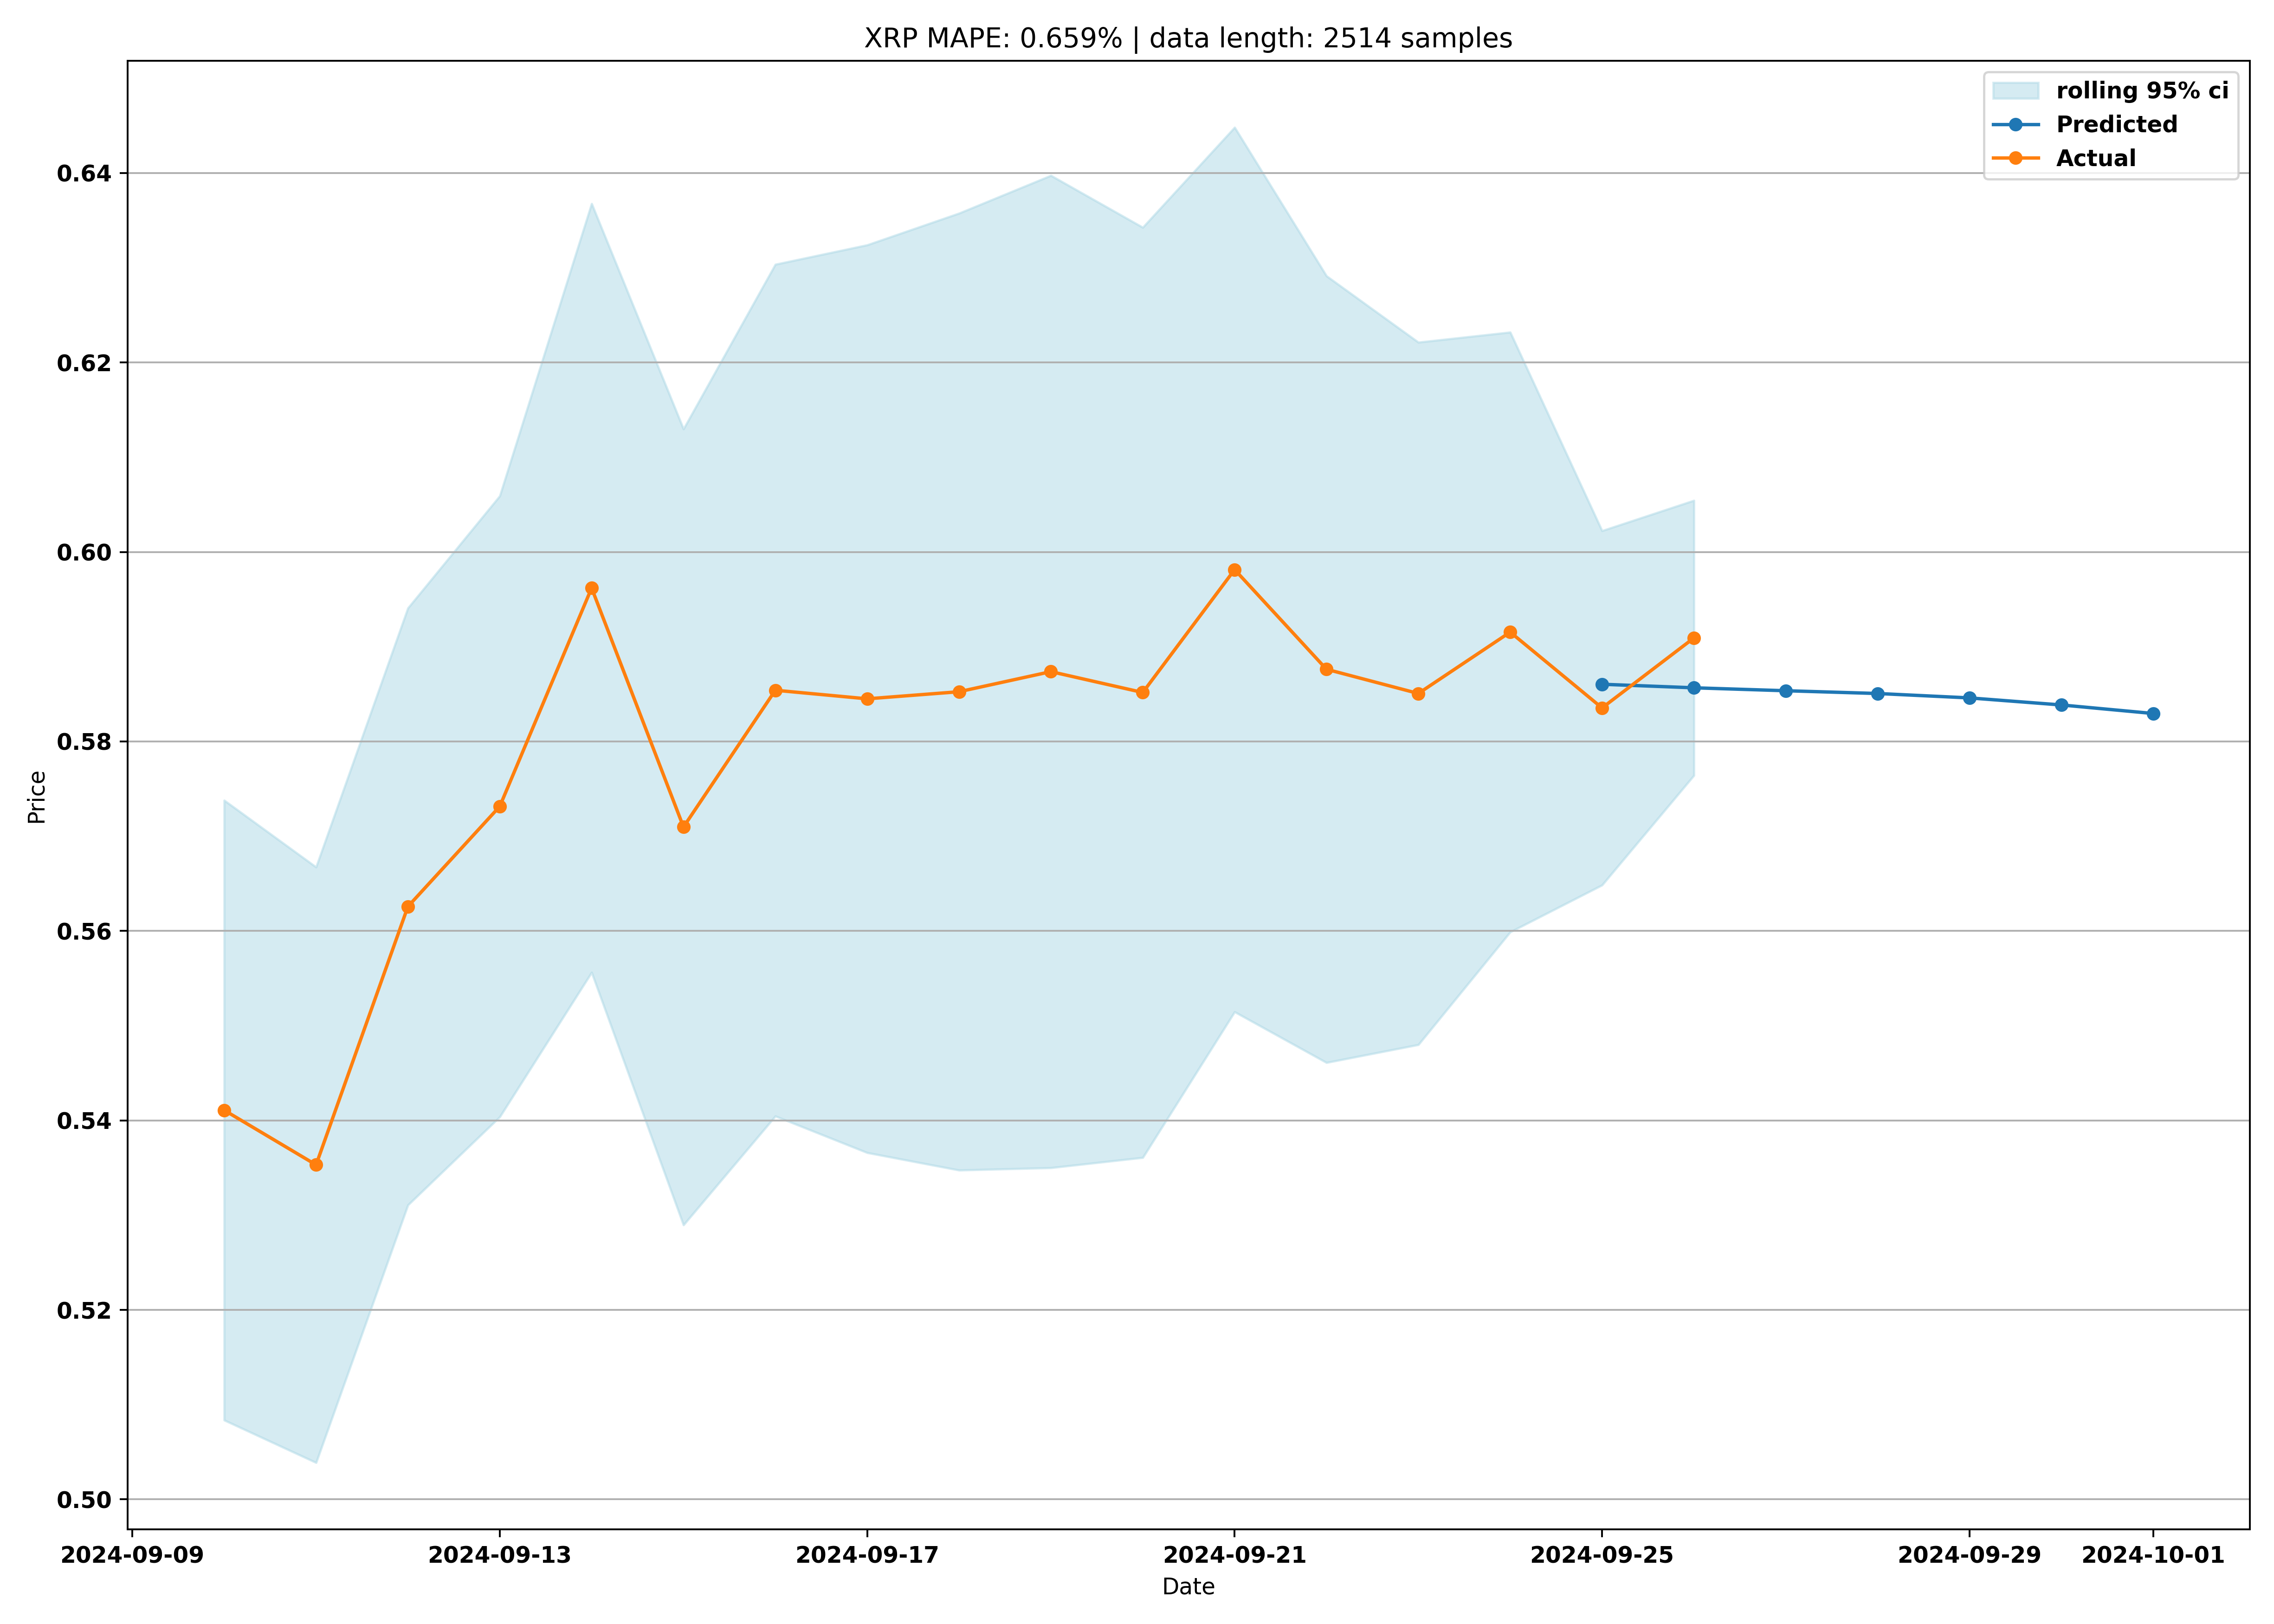 XRP MAPE: 0.659% | data length: 2514 samples
rolling 95% ci
Predicted
Actual
0.64
0.62
0.60
0.58
0.56
0.54
0.52
0.50
Price
2024-09-09 2024-09-13 2024-09-17 2024-09-21 2024-09-25 2024-09-29 2024-10-01
Date